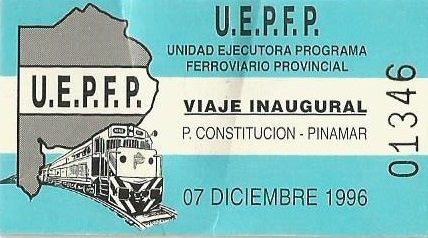 U.E.P.F.P.
UNIDAD EJECUTORA PROGRAMA
FERROVIARIO PROVINCIAL
U.E.P.F.P.
VIAJE INAUGURAL
P. CONSTITUCION - PINAMAR
07 DICIEMBRE 1996
01346